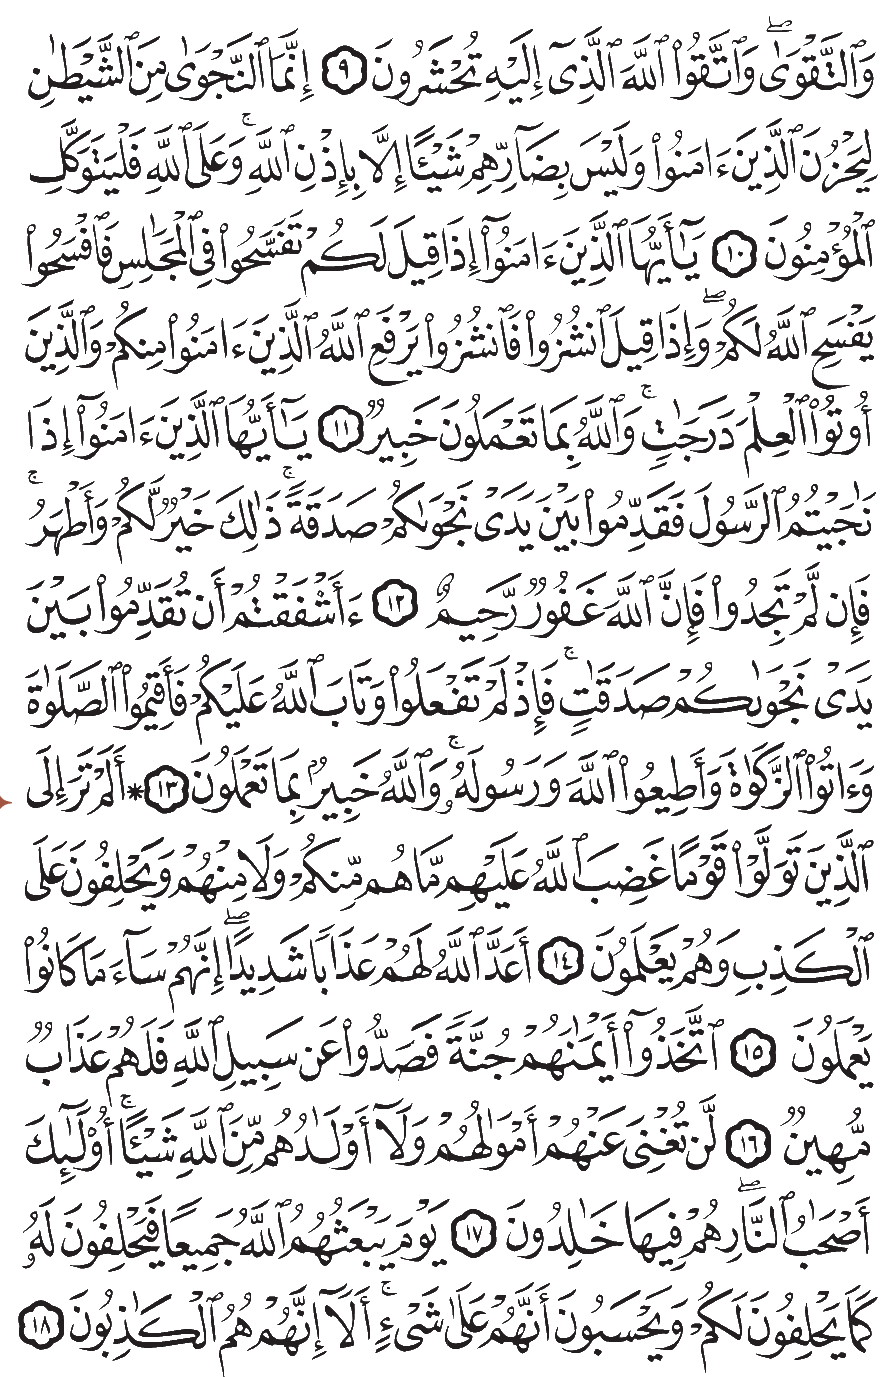 وَٱلتَّقْوَىٰۖ وَٱتَّقُوا۟ ٱللَّهَ ٱلَّذِىٓ إِلَيْهِ تُحْشَرُونَ ٩ إِنَّمَا ٱلنَّجْوَىٰ مِنَ ٱلشَّيْطَٰنِ
لِيَحْزُنَ ٱلَّذِينَ ءَامَنُوا۟ وَلَيْسَ بِضَآرِّهِمْ شَيْـًٔا إِلَّا بِإِذْنِ ٱللَّهِۚ وَعَلَى ٱللَّهِ فَلْيَتَوَكَّلِ
ٱلْمُؤْمِنُونَ ١٠ يَٰٓأَيُّهَا ٱلَّذِينَ ءَامَنُوٓا۟ إِذَا قِيلَ لَكُمْ تَفَسَّحُوا۟ فِى ٱلْمَجَٰلِسِ فَٱفْسَحُوا۟
يَفْسَحِ ٱللَّهُ لَكُمْۖ وَإِذَا قِيلَ ٱنشُزُوا۟ فَٱنشُزُوا۟ يَرْفَعِ ٱللَّهُ ٱلَّذِينَ ءَامَنُوا۟ مِنكُمْ وَٱلَّذِينَ
أُوتُوا۟ ٱلْعِلْمَ دَرَجَٰتٍۚ وَٱللَّهُ بِمَا تَعْمَلُونَ خَبِيرٌ ١١ يَٰٓأَيُّهَا ٱلَّذِينَ ءَامَنُوٓا۟ إِذَا
نَٰجَيْتُمُ ٱلرَّسُولَ فَقَدِّمُوا۟ بَيْنَ يَدَىْ نَجْوَىٰكُمْ صَدَقَةًۚ ذَٰلِكَ خَيْرٌ لَّكُمْ وَأَطْهَرُۚ
فَإِن لَّمْ تَجِدُوا۟ فَإِنَّ ٱللَّهَ غَفُورٌ رَّحِيمٌ ١٢ ءَأَشْفَقْتُمْ أَن تُقَدِّمُوا۟ بَيْنَ
يَدَىْ نَجْوَىٰكُمْ صَدَقَٰتٍۚ فَإِذْ لَمْ تَفْعَلُوا۟ وَتَابَ ٱللَّهُ عَلَيْكُمْ فَأَقِيمُوا۟ ٱلصَّلَوٰةَ
وَءَاتُوا۟ ٱلزَّكَوٰةَ وَأَطِيعُوا۟ ٱللَّهَ وَرَسُولَهُۥۚ وَٱللَّهُ خَبِيرٌۢ بِمَا تَعْمَلُونَ ١٣ * أَلَمْ تَرَ إِلَى
ٱلَّذِينَ تَوَلَّوْا۟ قَوْمًا غَضِبَ ٱللَّهُ عَلَيْهِم مَّا هُم مِّنكُمْ وَلَا مِنْهُمْ وَيَحْلِفُونَ عَلَى
ٱلْكَذِبِ وَهُمْ يَعْلَمُونَ ١٤ أَعَدَّ ٱللَّهُ لَهُمْ عَذَابًا شَدِيدًاۖ إِنَّهُمْ سَآءَ مَا كَانُوا۟
يَعْمَلُونَ ١٥ ٱتَّخَذُوٓا۟ أَيْمَٰنَهُمْ جُنَّةً فَصَدُّوا۟ عَن سَبِيلِ ٱللَّهِ فَلَهُمْ عَذَابٌ
مُّهِينٌ ١٦ لَّن تُغْنِىَ عَنْهُمْ أَمْوَٰلُهُمْ وَلَآ أَوْلَٰدُهُم مِّنَ ٱللَّهِ شَيْـًٔاۚ أُو۟لَٰٓئِكَ
أَصْحَٰبُ ٱلنَّارِۖ هُمْ فِيهَا خَٰلِدُونَ ١٧ يَوْمَ يَبْعَثُهُمُ ٱللَّهُ جَمِيعًا فَيَحْلِفُونَ لَهُۥ
كَمَا يَحْلِفُونَ لَكُمْ وَيَحْسَبُونَ أَنَّهُمْ عَلَىٰ شَىْءٍۚ أَلَآ إِنَّهُمْ هُمُ ٱلْكَٰذِبُونَ ١٨